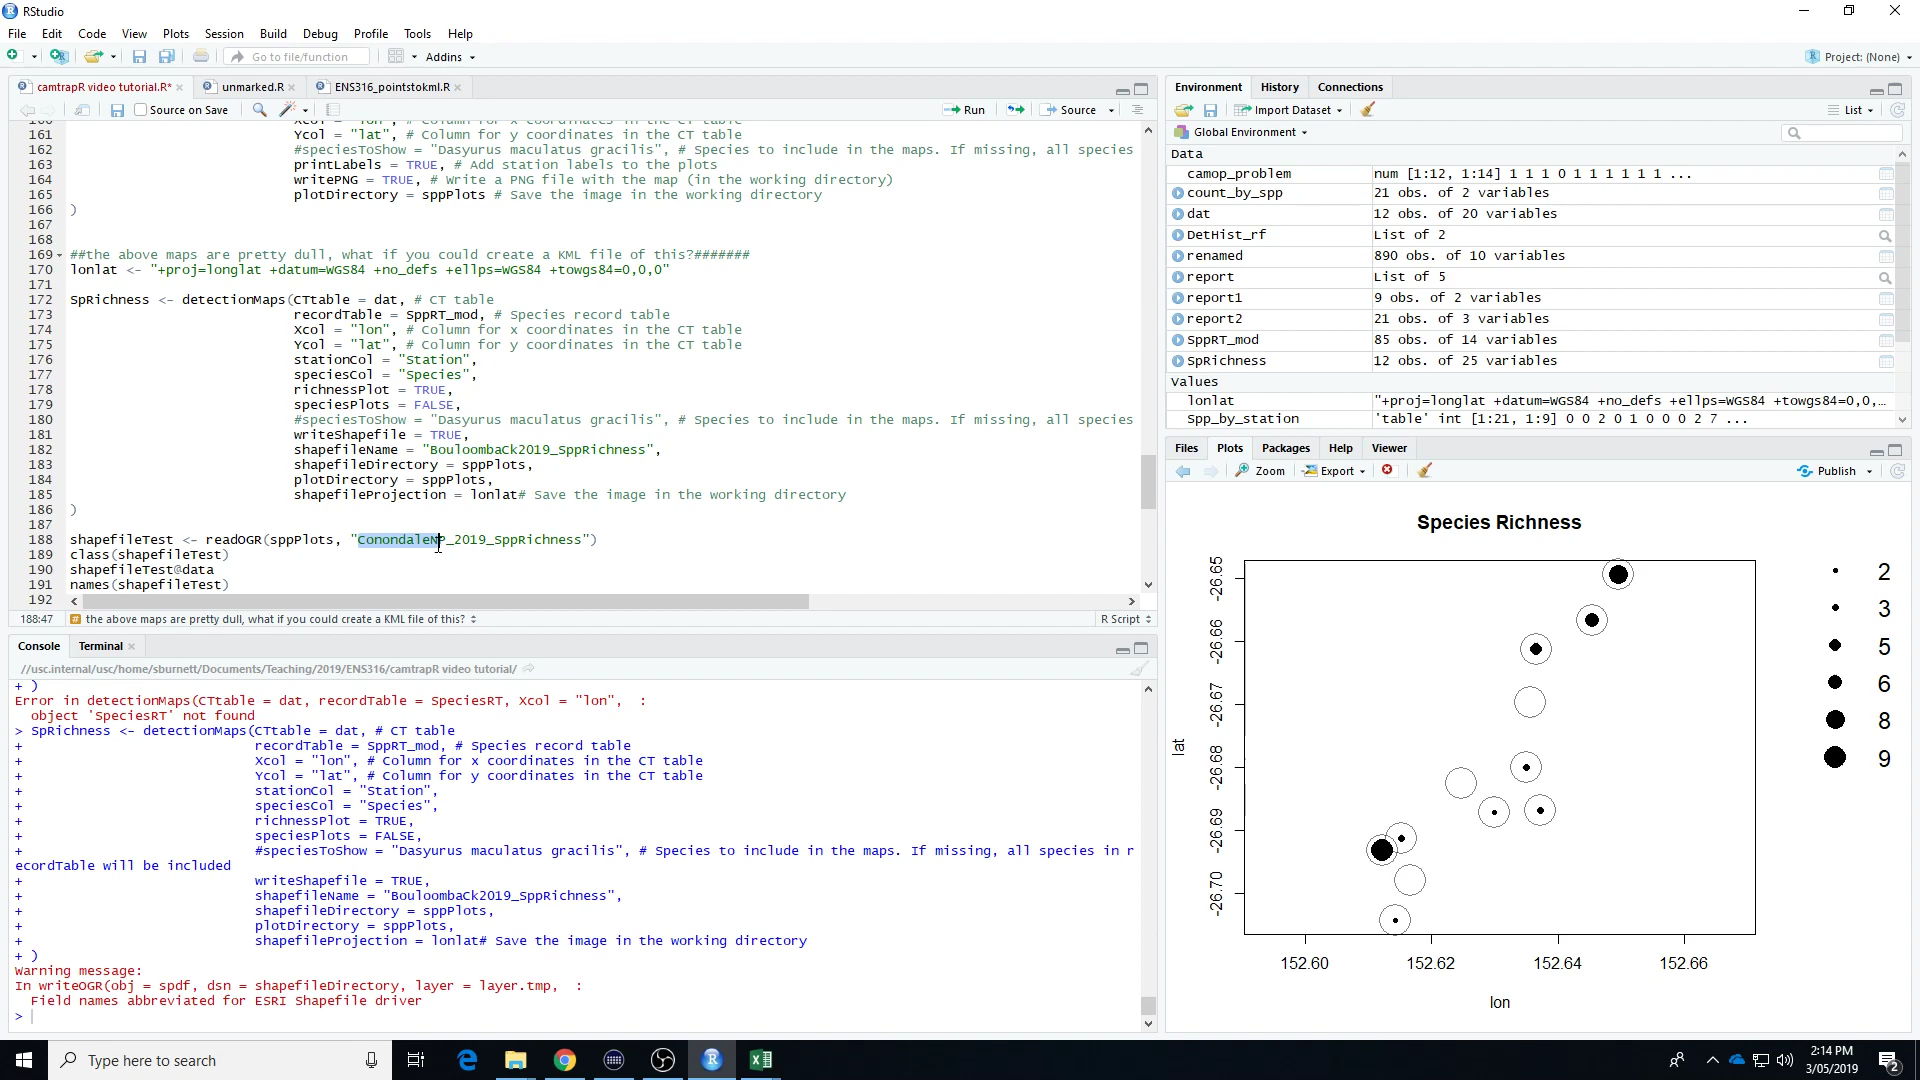 RStudio
File Edit Code View Plots Session Build Debug Profile Tools Help
Go to file/function Addins Project: (None)
camtrapR video tutorial.R* unmarked.R ENS316_pointstokml.R
Source on Save Run Source
161 Ycol = "lat", # Column for y coordinates in the CT table
162 #speciesToShow = "Dasyurus maculatus gracilis", # Species to include in the maps. If missing, all species
163 printLabels = TRUE, # Add station labels to the plots
164 writePNG = TRUE, # Write a PNG file with the map (in the working directory)
165 plotDirectory = sppPlots # Save the image in the working directory
166 )
167
168
169 ##the above maps are pretty dull, what if you could create a KML file of this?#######
170 lonlat <- "+proj=longlat +datum=WGS84 +no_defs +ellps=WGS84 +towgs84=0,0,0"
171
172 SpRichness <- detectionMaps(CTtable = dat, # CT table
173 recordTable = SppRT_mod, # Species record table
174 Xcol = "lon", # Column for x coordinates in the CT table
175 Ycol = "lat", # Column for y coordinates in the CT table
176 stationCol = "Station",
177 speciesCol = "Species",
178 richnessPlot = TRUE,
179 speciesPlots = FALSE,
180 #speciesToShow = "Dasyurus maculatus gracilis", # Species to include in the maps. If missing, all species
181 writeShapefile = TRUE,
182 shapefileName = "BouloombaCk2019_SppRichness",
183 shapefileDirectory = sppPlots,
184 plotDirectory = sppPlots,
185 shapefileProjection = lonlat# Save the image in the working directory
186 )
187
188 shapefileTest <- readOGR(sppPlots, "ConondaleNP_2019_SppRichness")
189 class(shapefileTest)
190 shapefileTest@data
191 names(shapefileTest)
192
188:47 the above maps are pretty dull, what if you could create a KML file of this? R Script
Console Terminal
//usc.internal/usc/home/sburnett/Documents/Teaching/2019/ENS316/camtrapR video tutorial/
+ )
Error in detectionMaps(CTtable = dat, recordTable = SpeciesRT, Xcol = "lon", :
object 'SpeciesRT' not found
> SpRichness <- detectionMaps(CTtable = dat, # CT table
+ recordTable = SppRT_mod, # Species record table
+ Xcol = "lon", # Column for x coordinates in the CT table
+ Ycol = "lat", # Column for y coordinates in the CT table
+ stationCol = "Station",
+ speciesCol = "Species",
+ richnessPlot = TRUE,
+ speciesPlots = FALSE,
+ #speciesToShow = "Dasyurus maculatus gracilis", # Species to include in the maps. If missing, all species in r
ecordTable will be included
+ writeShapefile = TRUE,
+ shapefileName = "BouloombaCk2019_SppRichness",
+ shapefileDirectory = sppPlots,
+ plotDirectory = sppPlots,
+ shapefileProjection = lonlat# Save the image in the working directory
+ )
Warning message:
In writeOGR(obj = spdf, dsn = shapefileDirectory, layer = layer.tmp, :
Field names abbreviated for ESRI Shapefile driver
>
Environment History Connections
Import Dataset List
Global Environment
Data
camop_problem num [1:12, 1:14] 1 1 1 0 1 1 1 1 1 1 ...
count_by_spp 21 obs. of 2 variables
dat 12 obs. of 20 variables
DetHist_rf List of 2
renamed 890 obs. of 10 variables
report List of 5
report1 9 obs. of 2 variables
report2 21 obs. of 3 variables
SppRT_mod 85 obs. of 14 variables
SpRichness 12 obs. of 25 variables
Values
lonlat "+proj=longlat +datum=WGS84 +no_defs +ellps=WGS84 +towgs84=0,0,…
Spp_by_station 'table' int [1:21, 1:9] 0 0 2 0 1 0 0 0 2 7 ...
Files Plots Packages Help Viewer
Zoom Export Publish
Species Richness
-26.65
-26.66
-26.67
-26.68
-26.69
-26.70
lat
152.60 152.62 152.64 152.66
lon
2
3
5
6
8
9
Type here to search
2:14 PM
3/05/2019
2